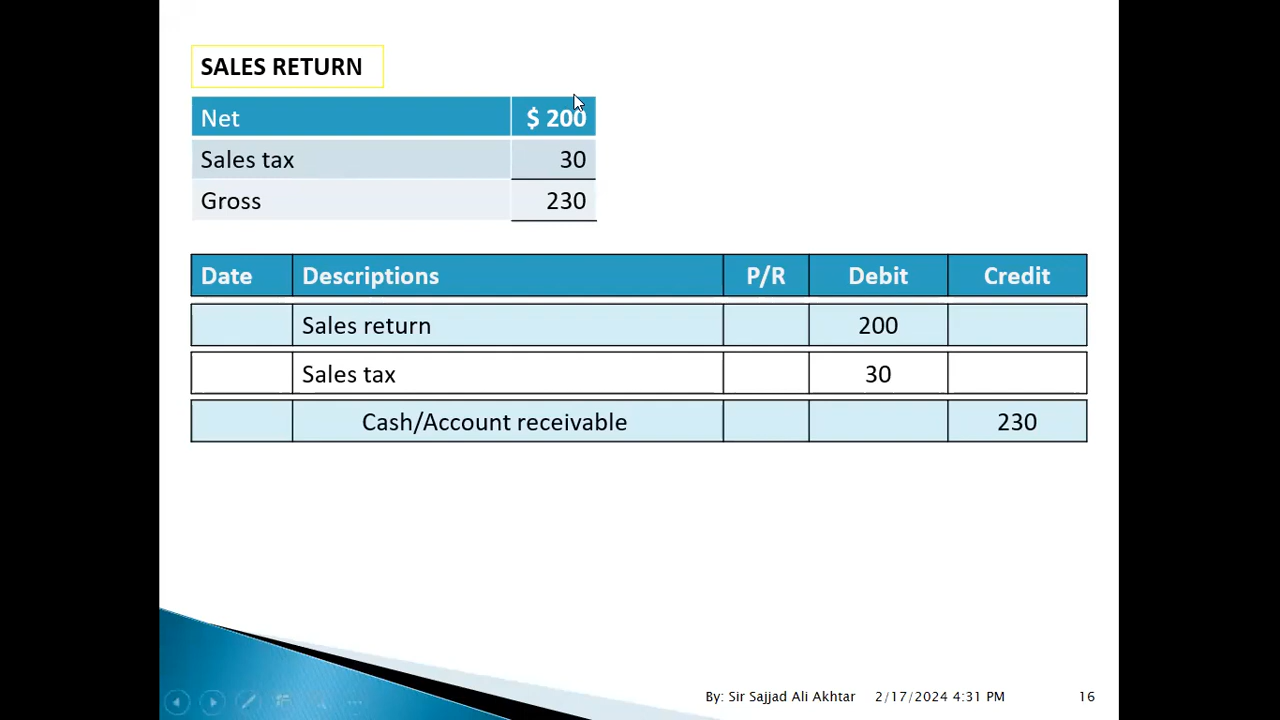 SALES RETURN
Net $ 200
Sales tax 30
Gross 230
Date Descriptions P/R Debit Credit
Sales return 200
Sales tax 30
Cash/Account receivable 230
By: Sir Sajjad Ali Akhtar 2/17/2024 4:31 PM 16